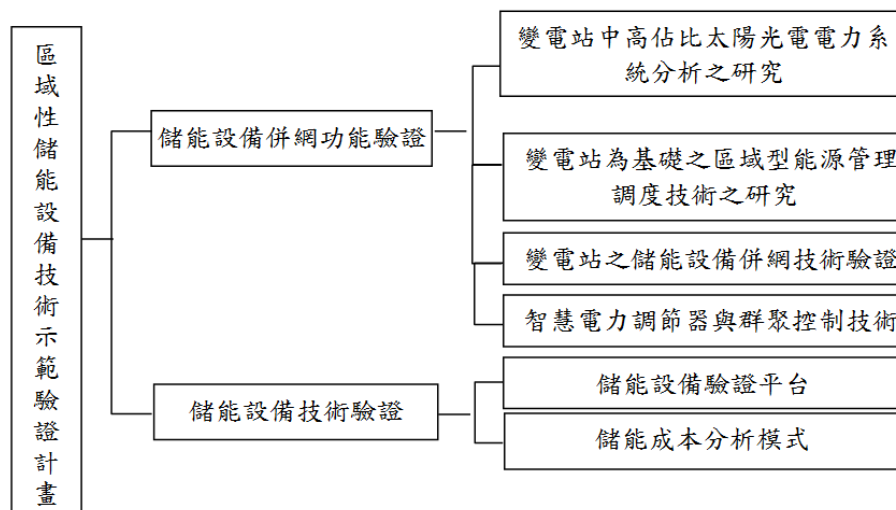 區域性儲能設備技術示範驗證計畫
儲能設備併網功能驗證
變電站中高佔比太陽光電電力系
統分析之研究
變電站為基礎之區域型能源管理
調度技術之研究
變電站之儲能設備併網技術驗證
智慧電力調節器與群聚控制技術
儲能設備技術驗證
儲能設備驗證平台
儲能成本分析模式